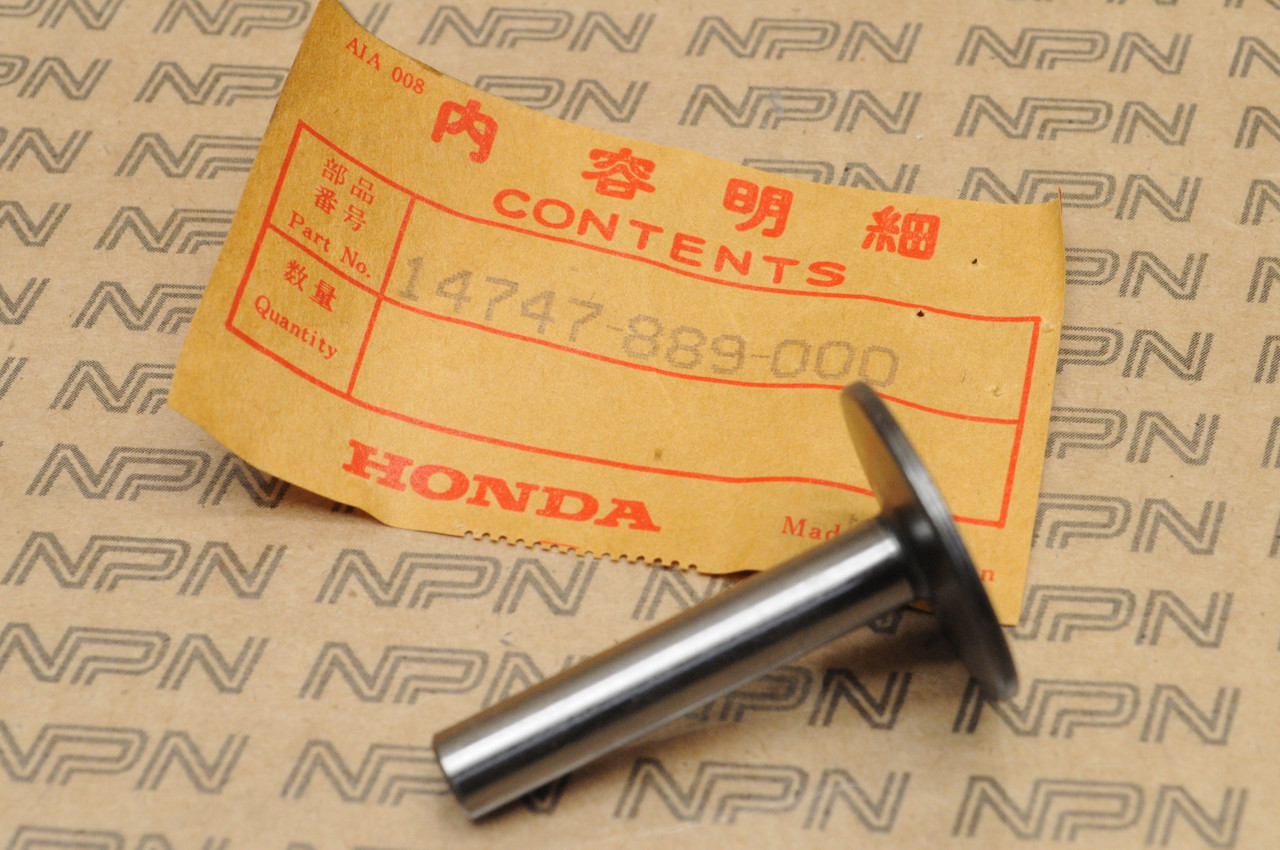 AIA 008
内容明細
CONTENTS
部品
番号
Part No.
14747-889-000
数量
Quantity
HONDA
NPN